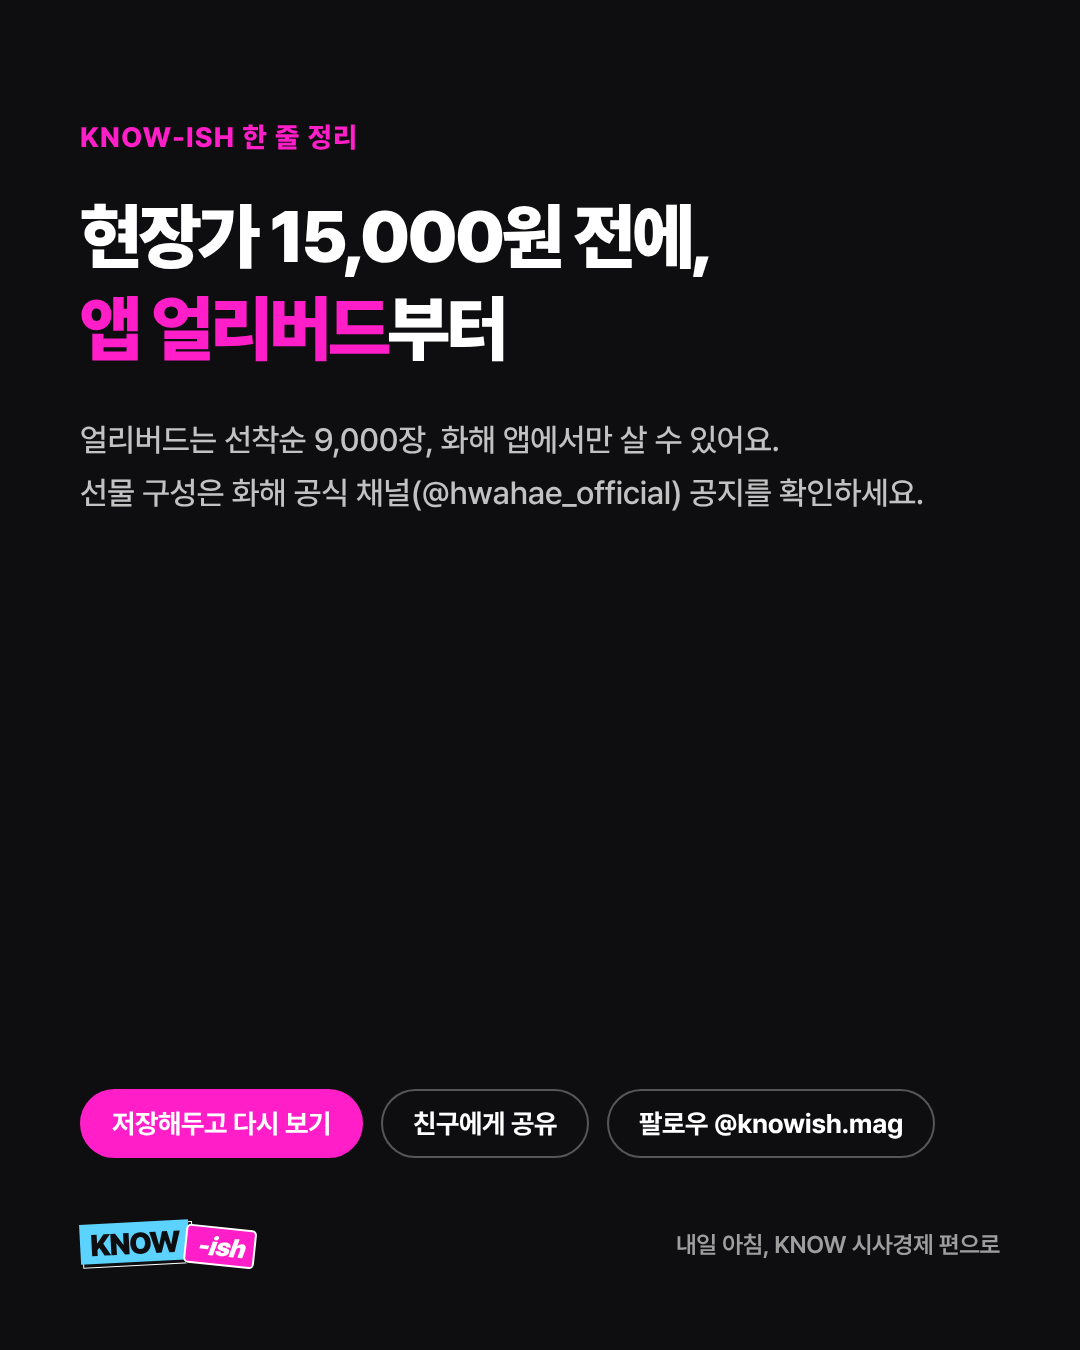 KNOW-ISH 한 줄 정리
현장가 15,000원 전에,
앱 얼리버드부터
얼리버드는 선착순 9,000장, 화해 앱에서만 살 수 있어요.
선물 구성은 화해 공식 채널(@hwahae_official) 공지를 확인하세요.
저장해두고 다시 보기
친구에게 공유
팔로우 @knowish.mag
KNOW -ish
내일 아침, KNOW 시사경제 편으로